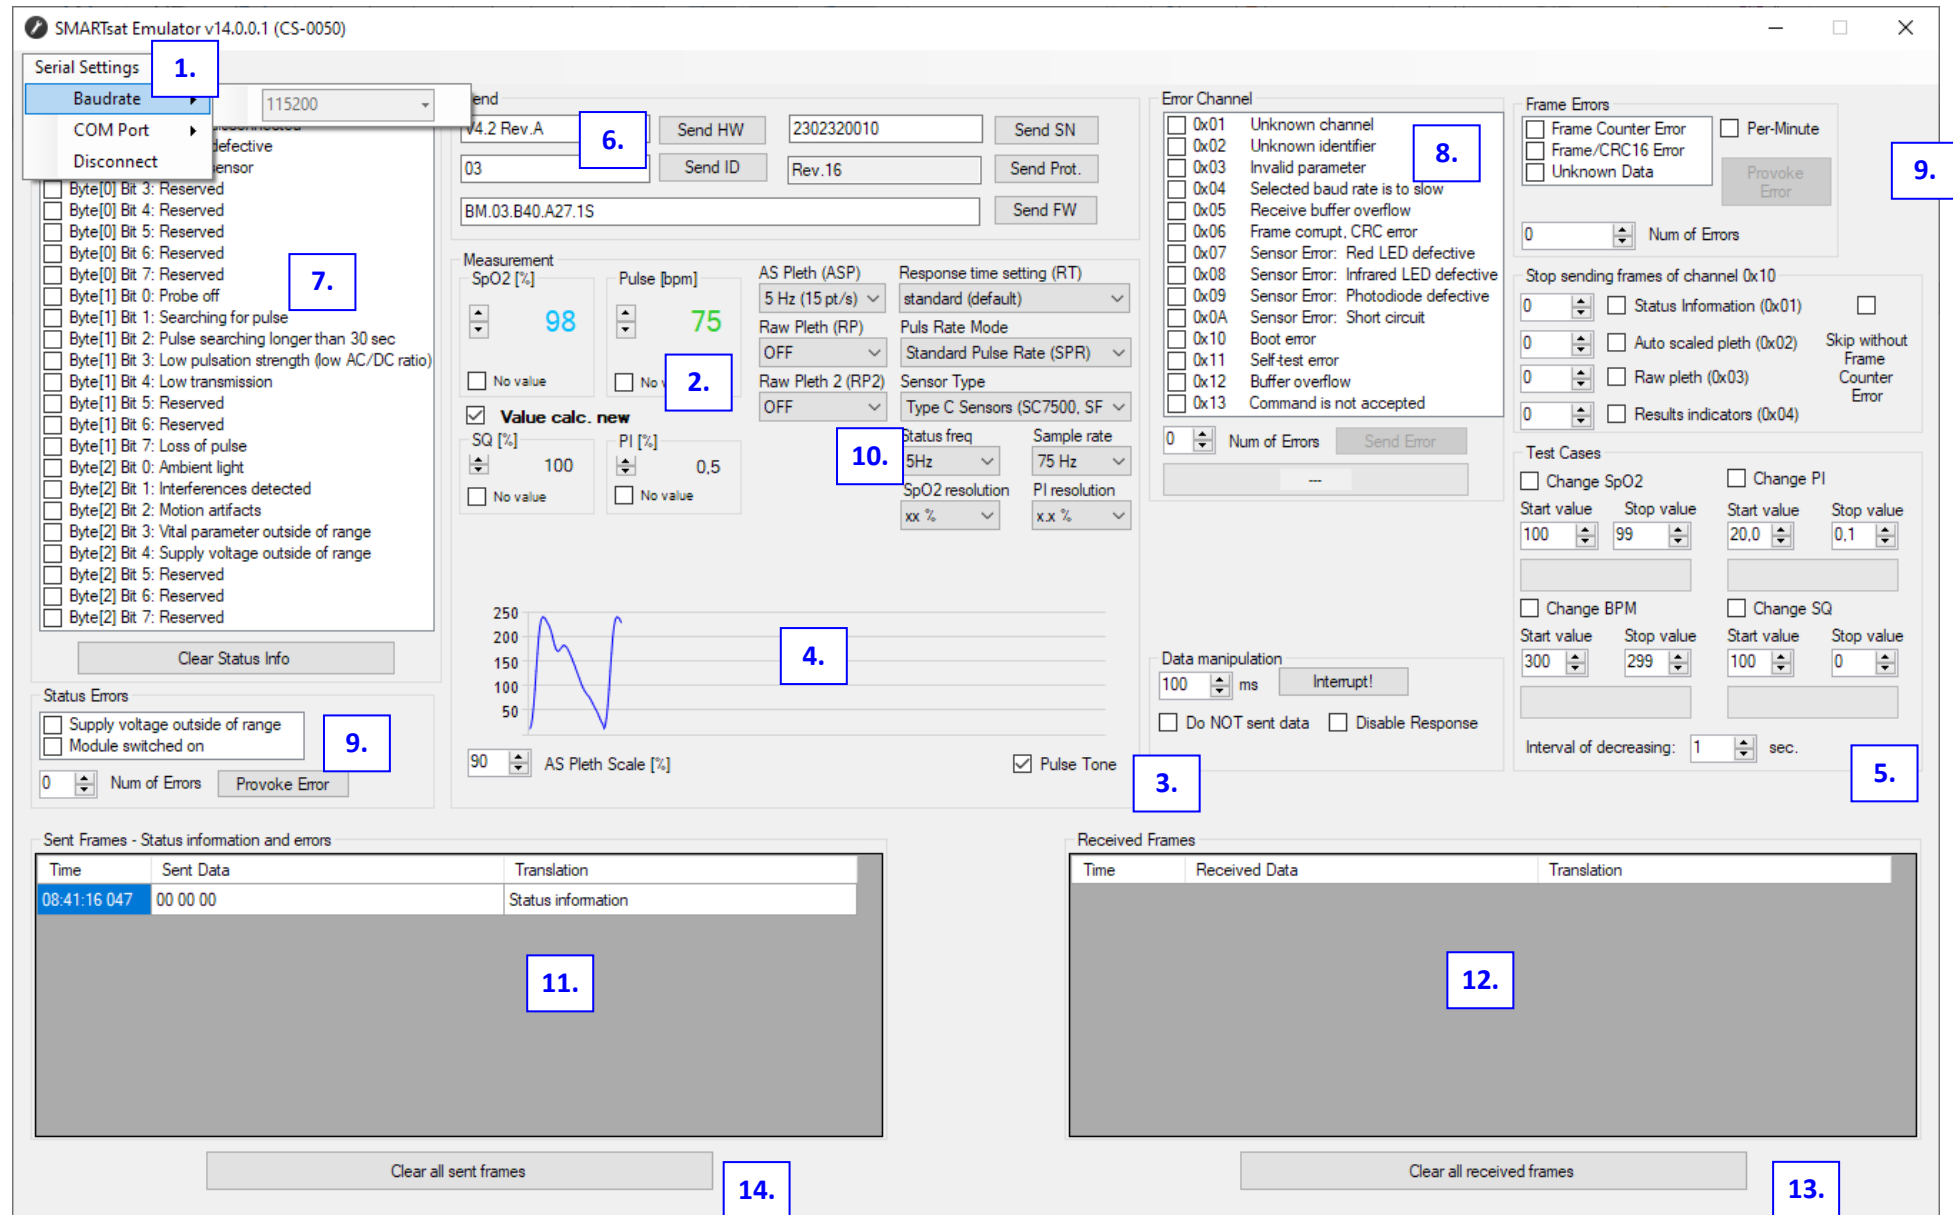 SMARTsat Emulator v14.0.0.1 (CS-0050)
Serial Settings
1.
Baudrate
115200
COM Port
Disconnect
defective
Byte[0] Bit 3: Reserved
Byte[0] Bit 4: Reserved
Byte[0] Bit 5: Reserved
Byte[0] Bit 6: Reserved
Byte[0] Bit 7: Reserved
Byte[1] Bit 0: Probe off
Byte[1] Bit 1: Searching for pulse
Byte[1] Bit 2: Pulse searching longer than 30 sec
Byte[1] Bit 3: Low pulsation strength (low AC/DC ratio)
Byte[1] Bit 4: Low transmission
Byte[1] Bit 5: Reserved
Byte[1] Bit 6: Reserved
Byte[1] Bit 7: Loss of pulse
Byte[2] Bit 0: Ambient light
Byte[2] Bit 1: Interferences detected
Byte[2] Bit 2: Motion artifacts
Byte[2] Bit 3: Vital parameter outside of range
Byte[2] Bit 4: Supply voltage outside of range
Byte[2] Bit 5: Reserved
Byte[2] Bit 6: Reserved
Byte[2] Bit 7: Reserved
7.
Clear Status Info
Status Errors
Supply voltage outside of range
Module switched on
9.
0 Num of Errors Provoke Error
V4.2 Rev.A 6. Send HW 2302320010 Send SN
03 Send ID Rev.16 Send Prot.
BM.03.B40.A27.1S Send FW
Measurement
SpO2 [%] Pulse [bpm]
98 75
No value No v
2.
Value calc. new
SQ [%] PI [%]
100 0,5
No value No value
AS Pleth (ASP) Response time setting (RT)
5 Hz (15 pt/s) standard (default)
Raw Pleth (RP) Puls Rate Mode
OFF Standard Pulse Rate (SPR)
Raw Pleth 2 (RP2) Sensor Type
OFF Type C Sensors (SC7500, SF
10.
Status freq Sample rate
5Hz 75 Hz
SpO2 resolution PI resolution
xx % x.x %
250
200
150
100
50
4.
90 AS Pleth Scale [%] Pulse Tone
3.
Error Channel
0x01 Unknown channel
0x02 Unknown identifier
0x03 Invalid parameter
0x04 Selected baud rate is to slow
0x05 Receive buffer overflow
0x06 Frame corrupt, CRC error
0x07 Sensor Error: Red LED defective
0x08 Sensor Error: Infrared LED defective
0x09 Sensor Error: Photodiode defective
0x0A Sensor Error: Short circuit
0x10 Boot error
0x11 Self-test error
0x12 Buffer overflow
0x13 Command is not accepted
8.
0 Num of Errors Send Error
---
Data manipulation
100 ms Interrupt!
Do NOT sent data Disable Response
Frame Errors
Frame Counter Error
Frame/CRC16 Error
Unknown Data
Per-Minute
Provoke
Error
9.
0 Num of Errors
Stop sending frames of channel 0x10
0 Status Information (0x01)
0 Auto scaled pleth (0x02)
0 Raw pleth (0x03)
0 Results indicators (0x04)
Skip without
Frame
Counter
Error
Test Cases
Change SpO2 Change PI
Start value Stop value Start value Stop value
100 99 20,0 0,1
Change BPM Change SQ
Start value Stop value Start value Stop value
300 299 100 0
Interval of decreasing: 1 sec.
5.
Sent Frames - Status information and errors
Time Sent Data Translation
08:41:16 047 00 00 00 Status information
11.
Clear all sent frames
14.
Received Frames
Time Received Data Translation
12.
Clear all received frames
13.